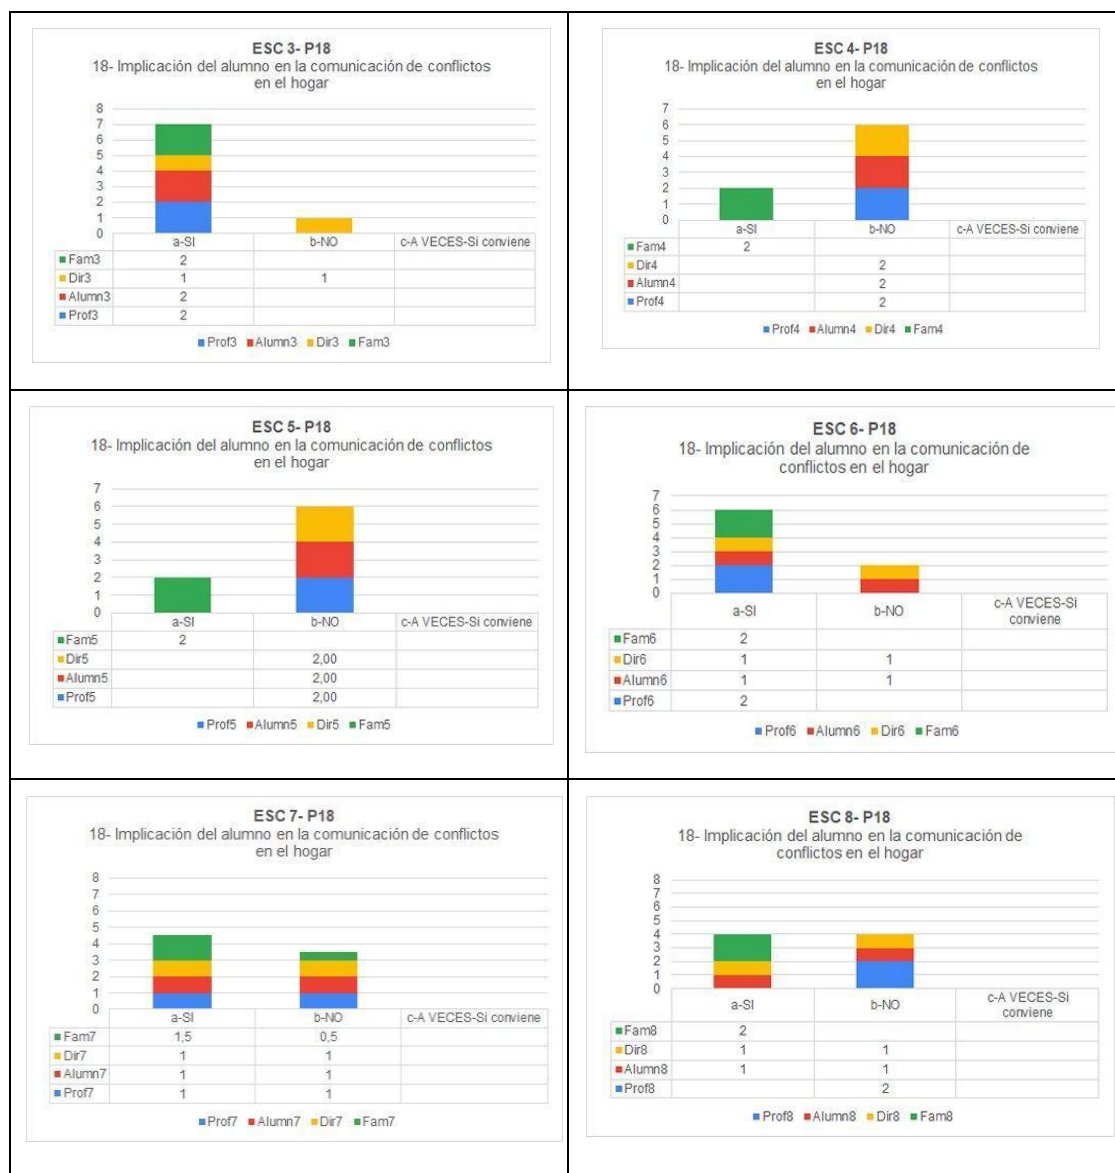 ESC 3- P18
18- Implicación del alumno en la comunicación de conflictos
en el hogar
8
7
6
5
4
3
2
1
0
a-SI b-NO c-A VECES-Si conviene
Fam3 2
Dir3 1 1
Alumn3 2
Prof3 2
Prof3 Alumn3 Dir3 Fam3
ESC 4- P18
18- Implicación del alumno en la comunicación de conflictos
en el hogar
7
6
5
4
3
2
1
0
a-SI b-NO c-A VECES-Si conviene
Fam4 2
Dir4 2
Alumn4 2
Prof4 2
Prof4 Alumn4 Dir4 Fam4
ESC 5- P18
18- Implicación del alumno en la comunicación de conflictos
en el hogar
7
6
5
4
3
2
1
0
a-SI b-NO c-A VECES-Si conviene
Fam5 2
Dir5 2,00
Alumn5 2,00
Prof5 2,00
Prof5 Alumn5 Dir5 Fam5
ESC 6- P18
18- Implicación del alumno en la comunicación de
conflictos en el hogar
7
6
5
4
3
2
1
0
a-SI b-NO c-A VECES-Si
conviene
Fam6 2
Dir6 1 1
Alumn6 1 1
Prof6 2
Prof6 Alumn6 Dir6 Fam6
ESC 7- P18
18- Implicación del alumno en la comunicación de conflictos
en el hogar
8
7
6
5
4
3
2
1
0
a-SI b-NO c-A VECES-Si conviene
Fam7 1,5 0,5
Dir7 1 1
Alumn7 1 1
Prof7 1 1
Prof7 Alumn7 Dir7 Fam7
ESC 8- P18
18- Implicación del alumno en la comunicación de
conflictos en el hogar
8
7
6
5
4
3
2
1
0
a-SI b-NO c-A VECES-Si
conviene
Fam8 2
Dir8 1 1
Alumn8 1 1
Prof8 2
Prof8 Alumn8 Dir8 Fam8